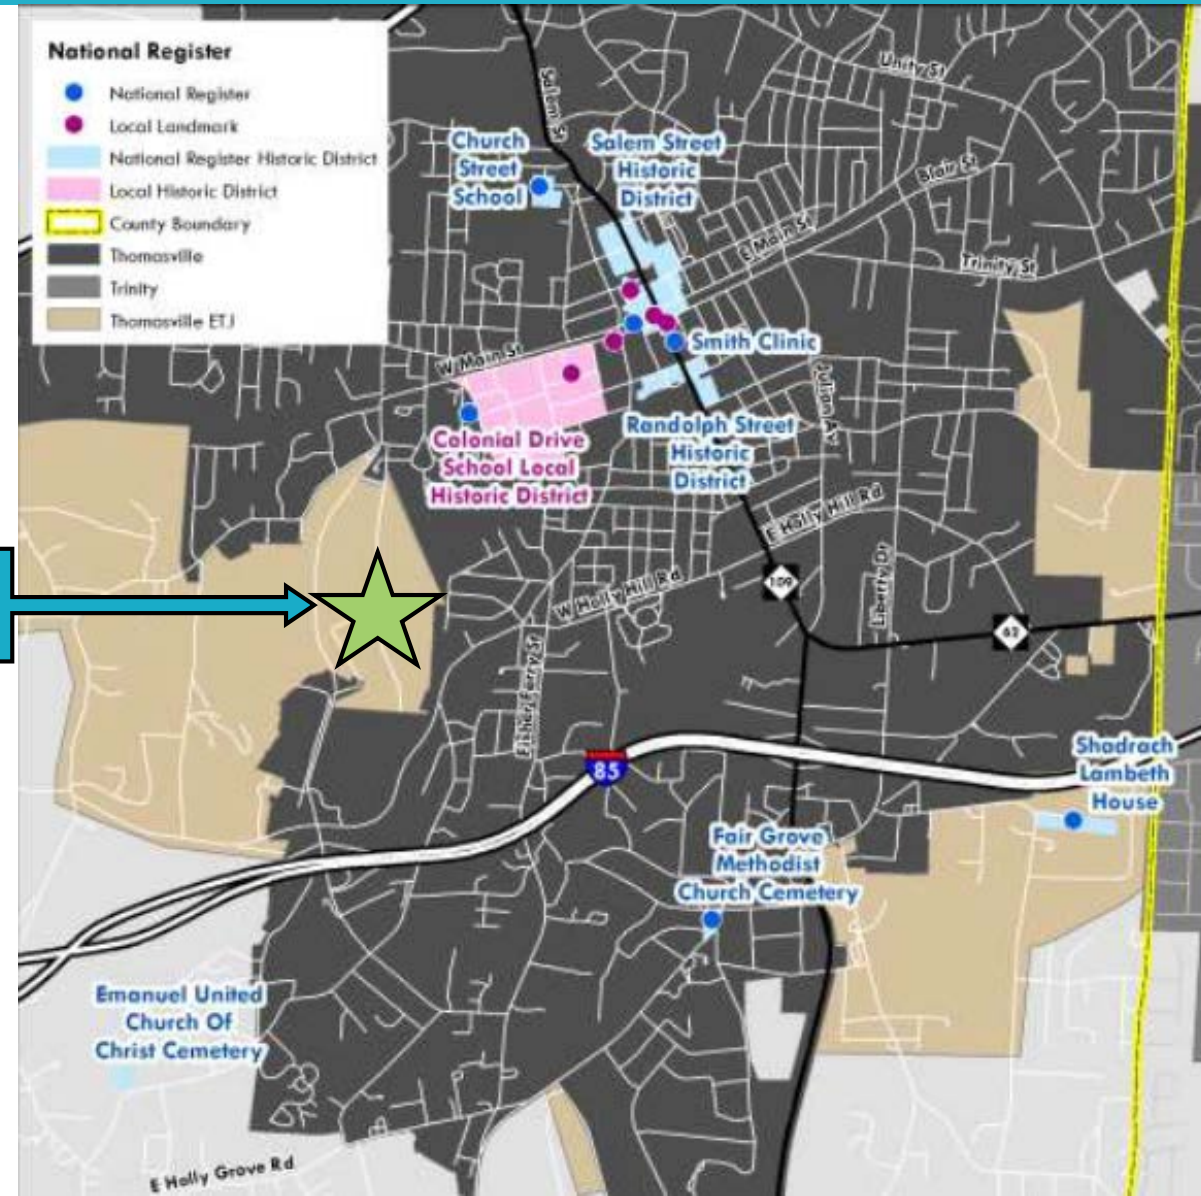 National Register
National Register
Local Landmark
National Register Historic District
Local Historic District
County Boundary
Thomasville
Trinity
Thomasville ETJ
Salem St
Unity St
Church
Street
School
Salem Street
Historic
District
Blair St
E Main St
Trinity St
Smith Clinic
W Main St
Julian Av
Colonial Drive
School Local
Historic District
Randolph Street
Historic
District
E Holly Hill Rd
109
W Holly Hill Rd
Liberty Dr
62
Fisher Ferry St
85
Shadrach
Lambeth
House
Fair Grove
Methodist
Church Cemetery
Emanuel United
Church Of
Christ Cemetery
E Holly Grove Rd